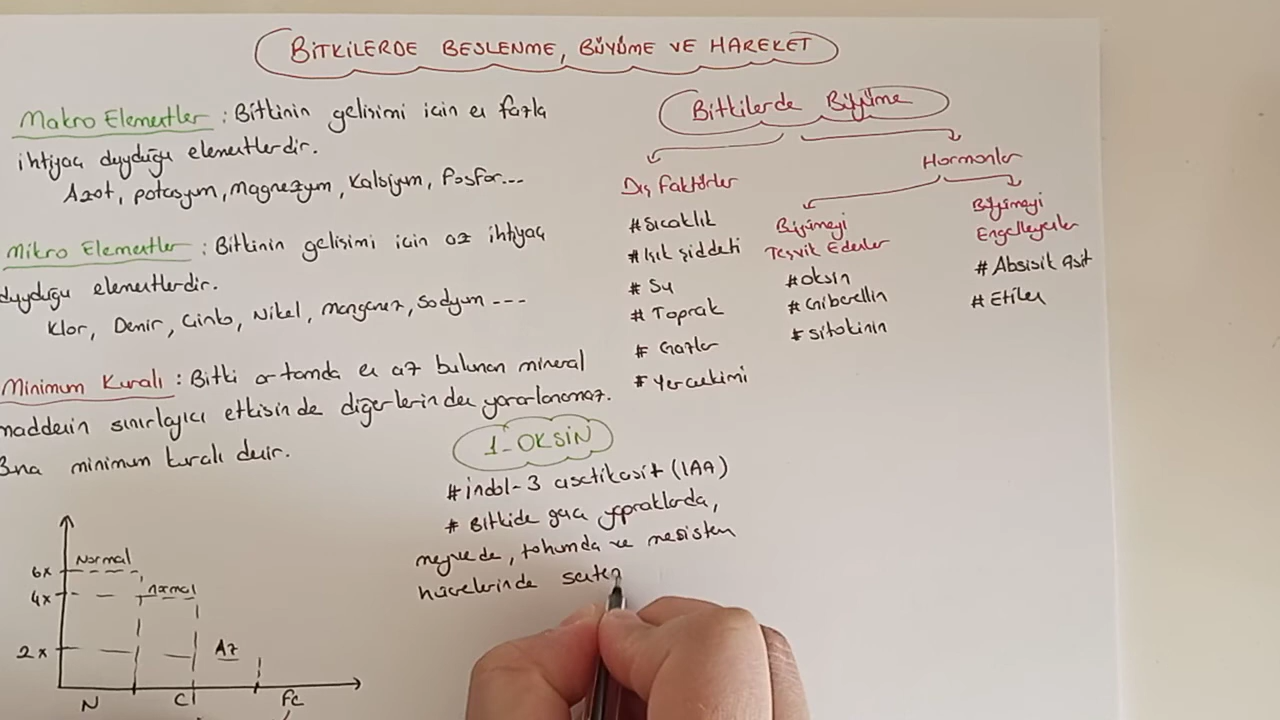 BİTKİLERDE BESLENME, BÜYÜME VE HAREKET
Makro Elementler : Bitkinin gelişimi için en fazla
ihtiyaç duyduğu elementlerdir.
Azot, potasyum, Magnezyum, Kalsiyum, Fosfor...
Mikro Elementler : Bitkinin gelişimi için az ihtiyaç
duyduğu elementlerdir.
Klor, Demir, Çinko, Nikel, mangenez, Sodyum ---
Minimum Kuralı : Bitki ortamda en az bulunan mineral
maddenin sınırlayıcı etkisinde diğerlerinden yararlanamaz.
Buna minimum kuralı denir.
6x
Normal
4x
normal
2x
Az
N
Cl
Fe
Bitkilerde Büyüme
Dış Faktörler
#Sıcaklık
#Işık şiddeti
# Su
# Toprak
# Gazlar
# Yerçekimi
Hormonlar
Büyümeyi
Teşvik Edenler
#oksin
#Giberellin
#sitokinin
Büyümeyi
Engelleyenler
# Absisik Asit
# Etilen
1-OKSİN
#indol-3 asetikasit (IAA)
# Bitkide genç yapraklarda,
meyvede, tohumda ve meristem
hücrelerinde senten